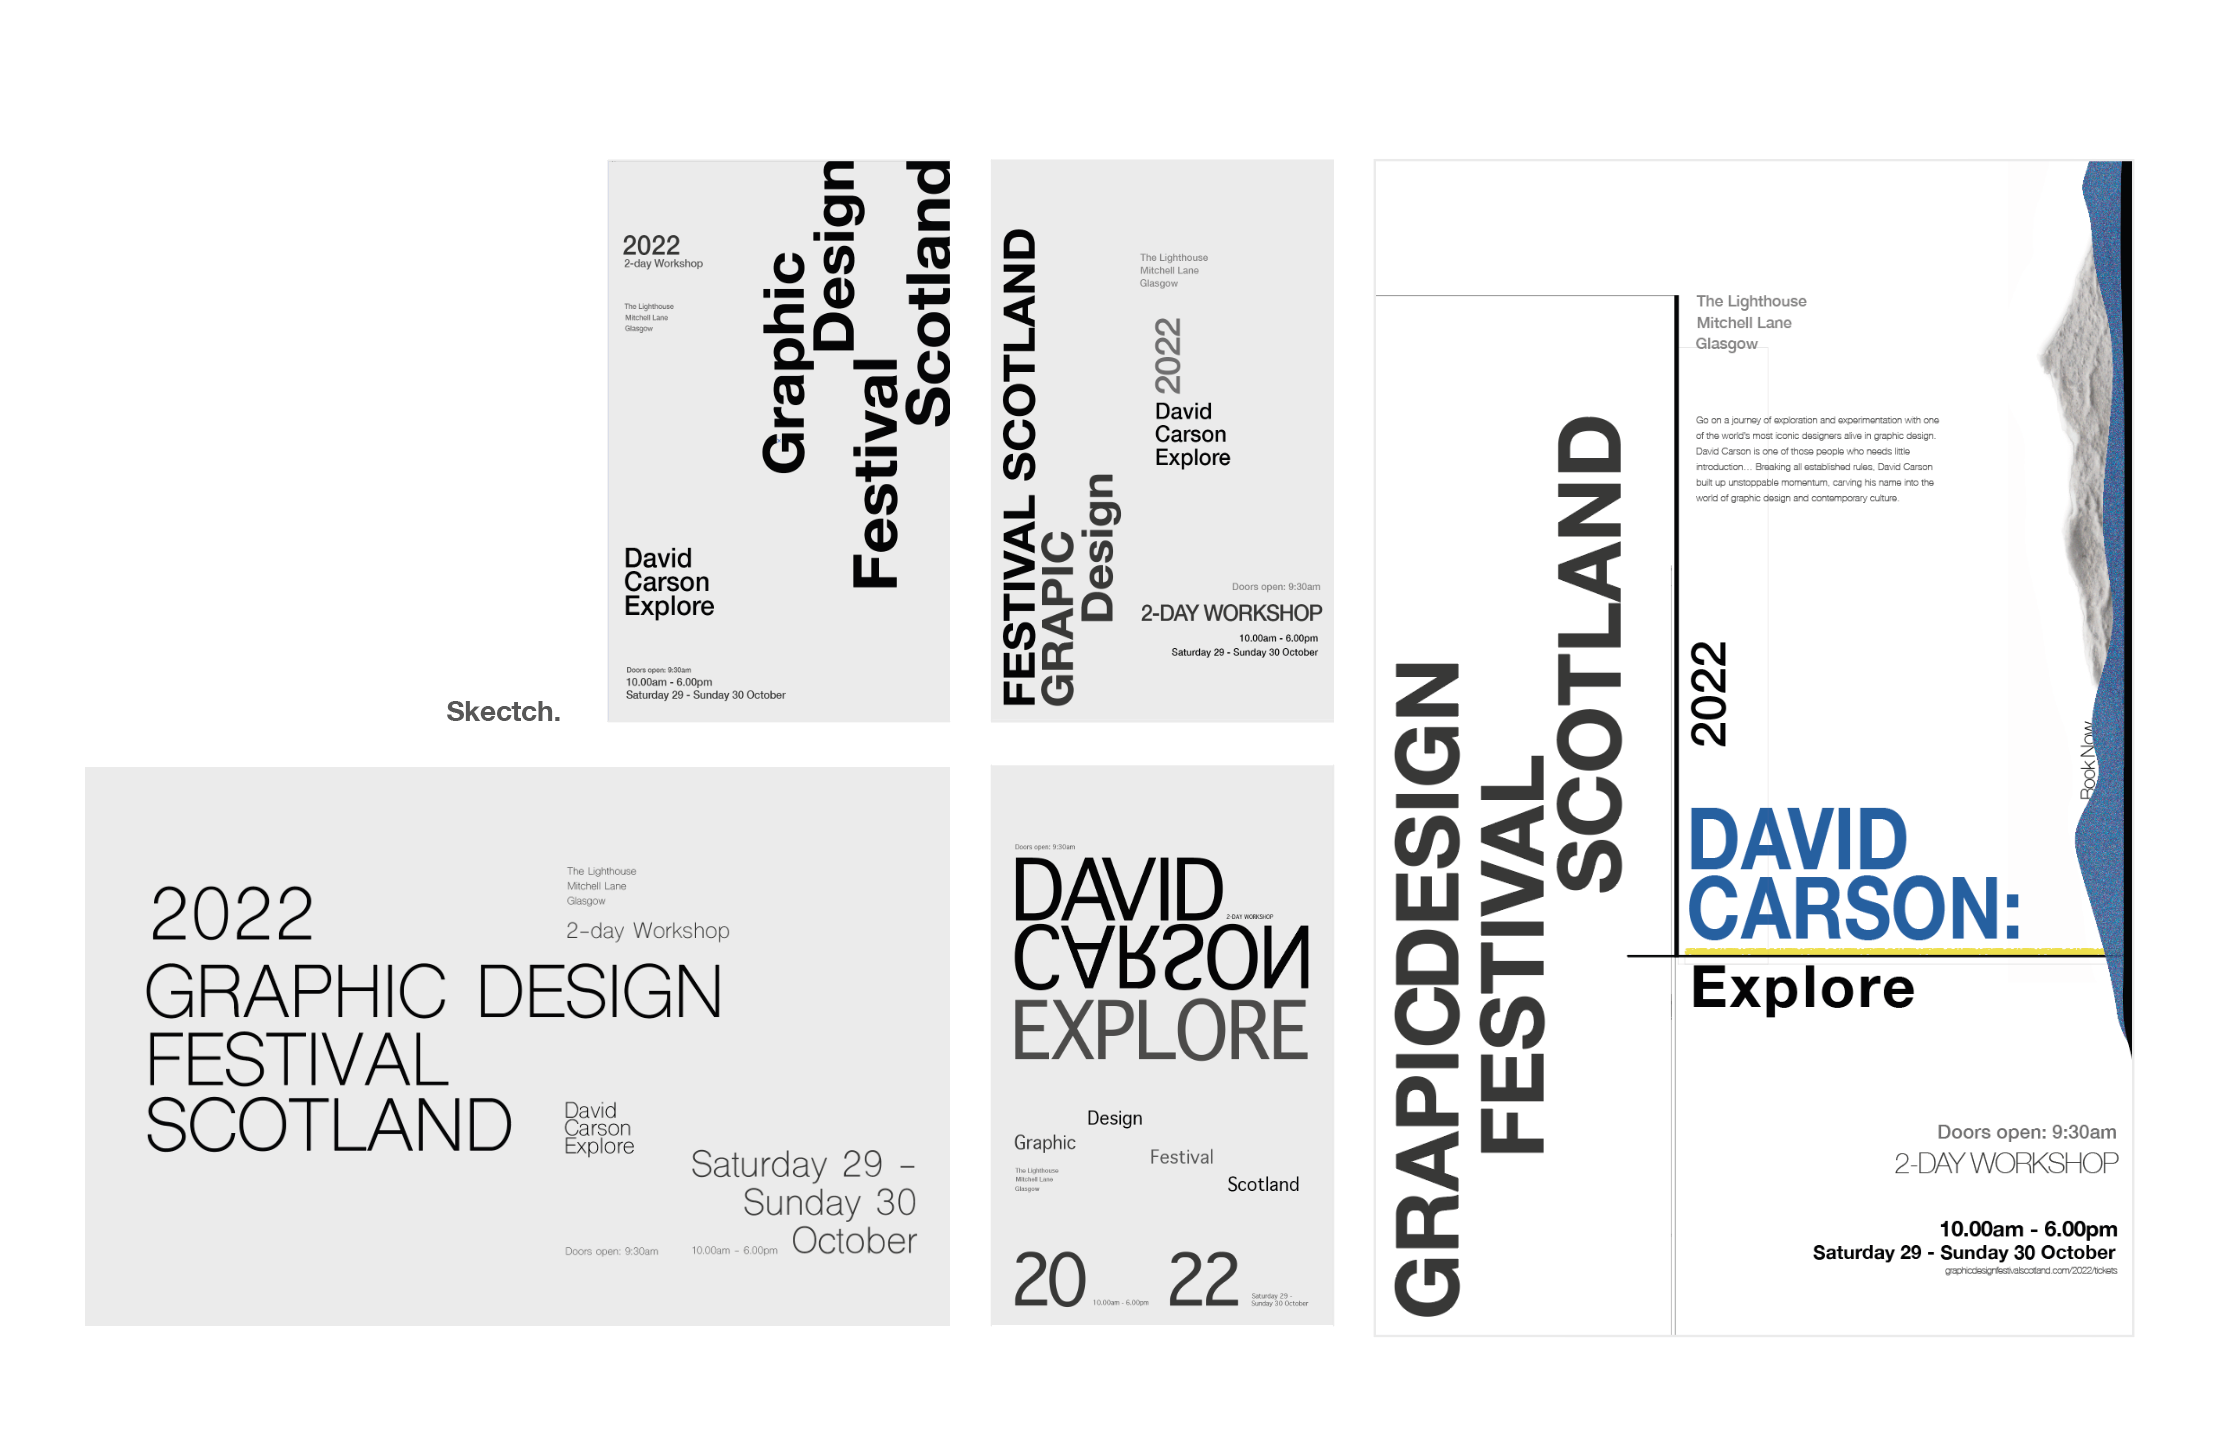 Skectch.
2022
2-day Workshop
The Lighthouse
Mitchell Lane
Glasgow
Graphic
Design
Festival
Scotland
David
Carson
Explore
Doors open: 9:30am
10.00am - 6.00pm
Saturday 29 - Sunday 30 October
FESTIVAL SCOTLAND
GRAPIC
Design
The Lighthouse
Mitchell Lane
Glasgow
2022
David
Carson
Explore
Doors open: 9:30am
2-DAY WORKSHOP
10.00am - 6.00pm
Saturday 29 - Sunday 30 October
2022
GRAPHIC DESIGN
FESTIVAL
SCOTLAND
The Lighthouse
Mitchell Lane
Glasgow
2-day Workshop
David
Carson
Explore
Saturday 29 -
Sunday 30
October
Doors open: 9:30am
10.00am - 6.00pm
Doors open: 9:30am
DAVID
2-DAY WORKSHOP
CARSON
EXPLORE
Design
Graphic
Festival
Scotland
The Lighthouse
Mitchell Lane
Glasgow
20
10.00am - 6.00pm
22
Saturday 29 -
Sunday 30 October
GRAPICDESIGN
FESTIVAL
SCOTLAND
The Lighthouse
Mitchell Lane
Glasgow
Go on a journey of exploration and experimentation with one
of the world's most iconic designers alive in graphic design.
David Carson is one of those people who needs little
introduction... Breaking all established rules, David Carson
built up unstoppable momentum, carving his name into the
world of graphic design and contemporary culture.
2022
Book Now
DAVID
CARSON:
Explore
Doors open: 9:30am
2-DAY WORKSHOP
10.00am - 6.00pm
Saturday 29 - Sunday 30 October
graphicdesignfestivalscotland.com/2022/tickets